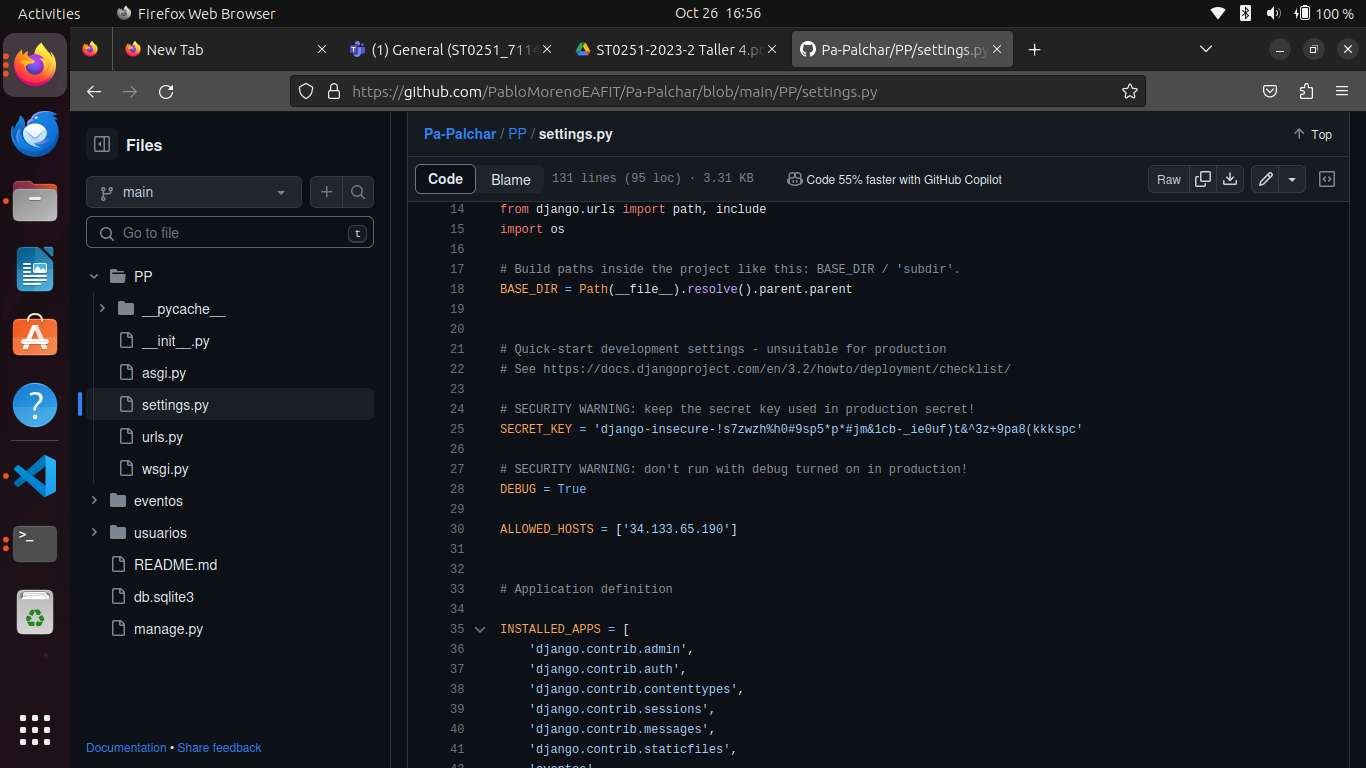 Activities
Firefox Web Browser
Oct 26 16:56
100 %
New Tab
(1) General (ST0251_7114
ST0251-2023-2 Taller 4.pd
Pa-Palchar/PP/settings.py
https://github.com/PabloMorenoEAFIT/Pa-Palchar/blob/main/PP/settings.py
Files
main
Go to file
t
PP
__pycache__
__init__.py
asgi.py
settings.py
urls.py
wsgi.py
eventos
usuarios
README.md
db.sqlite3
manage.py
Documentation • Share feedback
Pa-Palchar / PP / settings.py
Top
Code
Blame
131 lines (95 loc) · 3.31 KB
Code 55% faster with GitHub Copilot
Raw
14 from django.urls import path, include
15 import os
16
17 # Build paths inside the project like this: BASE_DIR / 'subdir'.
18 BASE_DIR = Path(__file__).resolve().parent.parent
19
20
21 # Quick-start development settings - unsuitable for production
22 # See https://docs.djangoproject.com/en/3.2/howto/deployment/checklist/
23
24 # SECURITY WARNING: keep the secret key used in production secret!
25 SECRET_KEY = 'django-insecure-!s7zwzh%h0#9sp5*p*#jm&1cb-_ie0uf)t&^3z+9pa8(kkkspc'
26
27 # SECURITY WARNING: don't run with debug turned on in production!
28 DEBUG = True
29
30 ALLOWED_HOSTS = ['34.133.65.190']
31
32
33 # Application definition
34
35 INSTALLED_APPS = [
36 'django.contrib.admin',
37 'django.contrib.auth',
38 'django.contrib.contenttypes',
39 'django.contrib.sessions',
40 'django.contrib.messages',
41 'django.contrib.staticfiles',
42 'eventos'